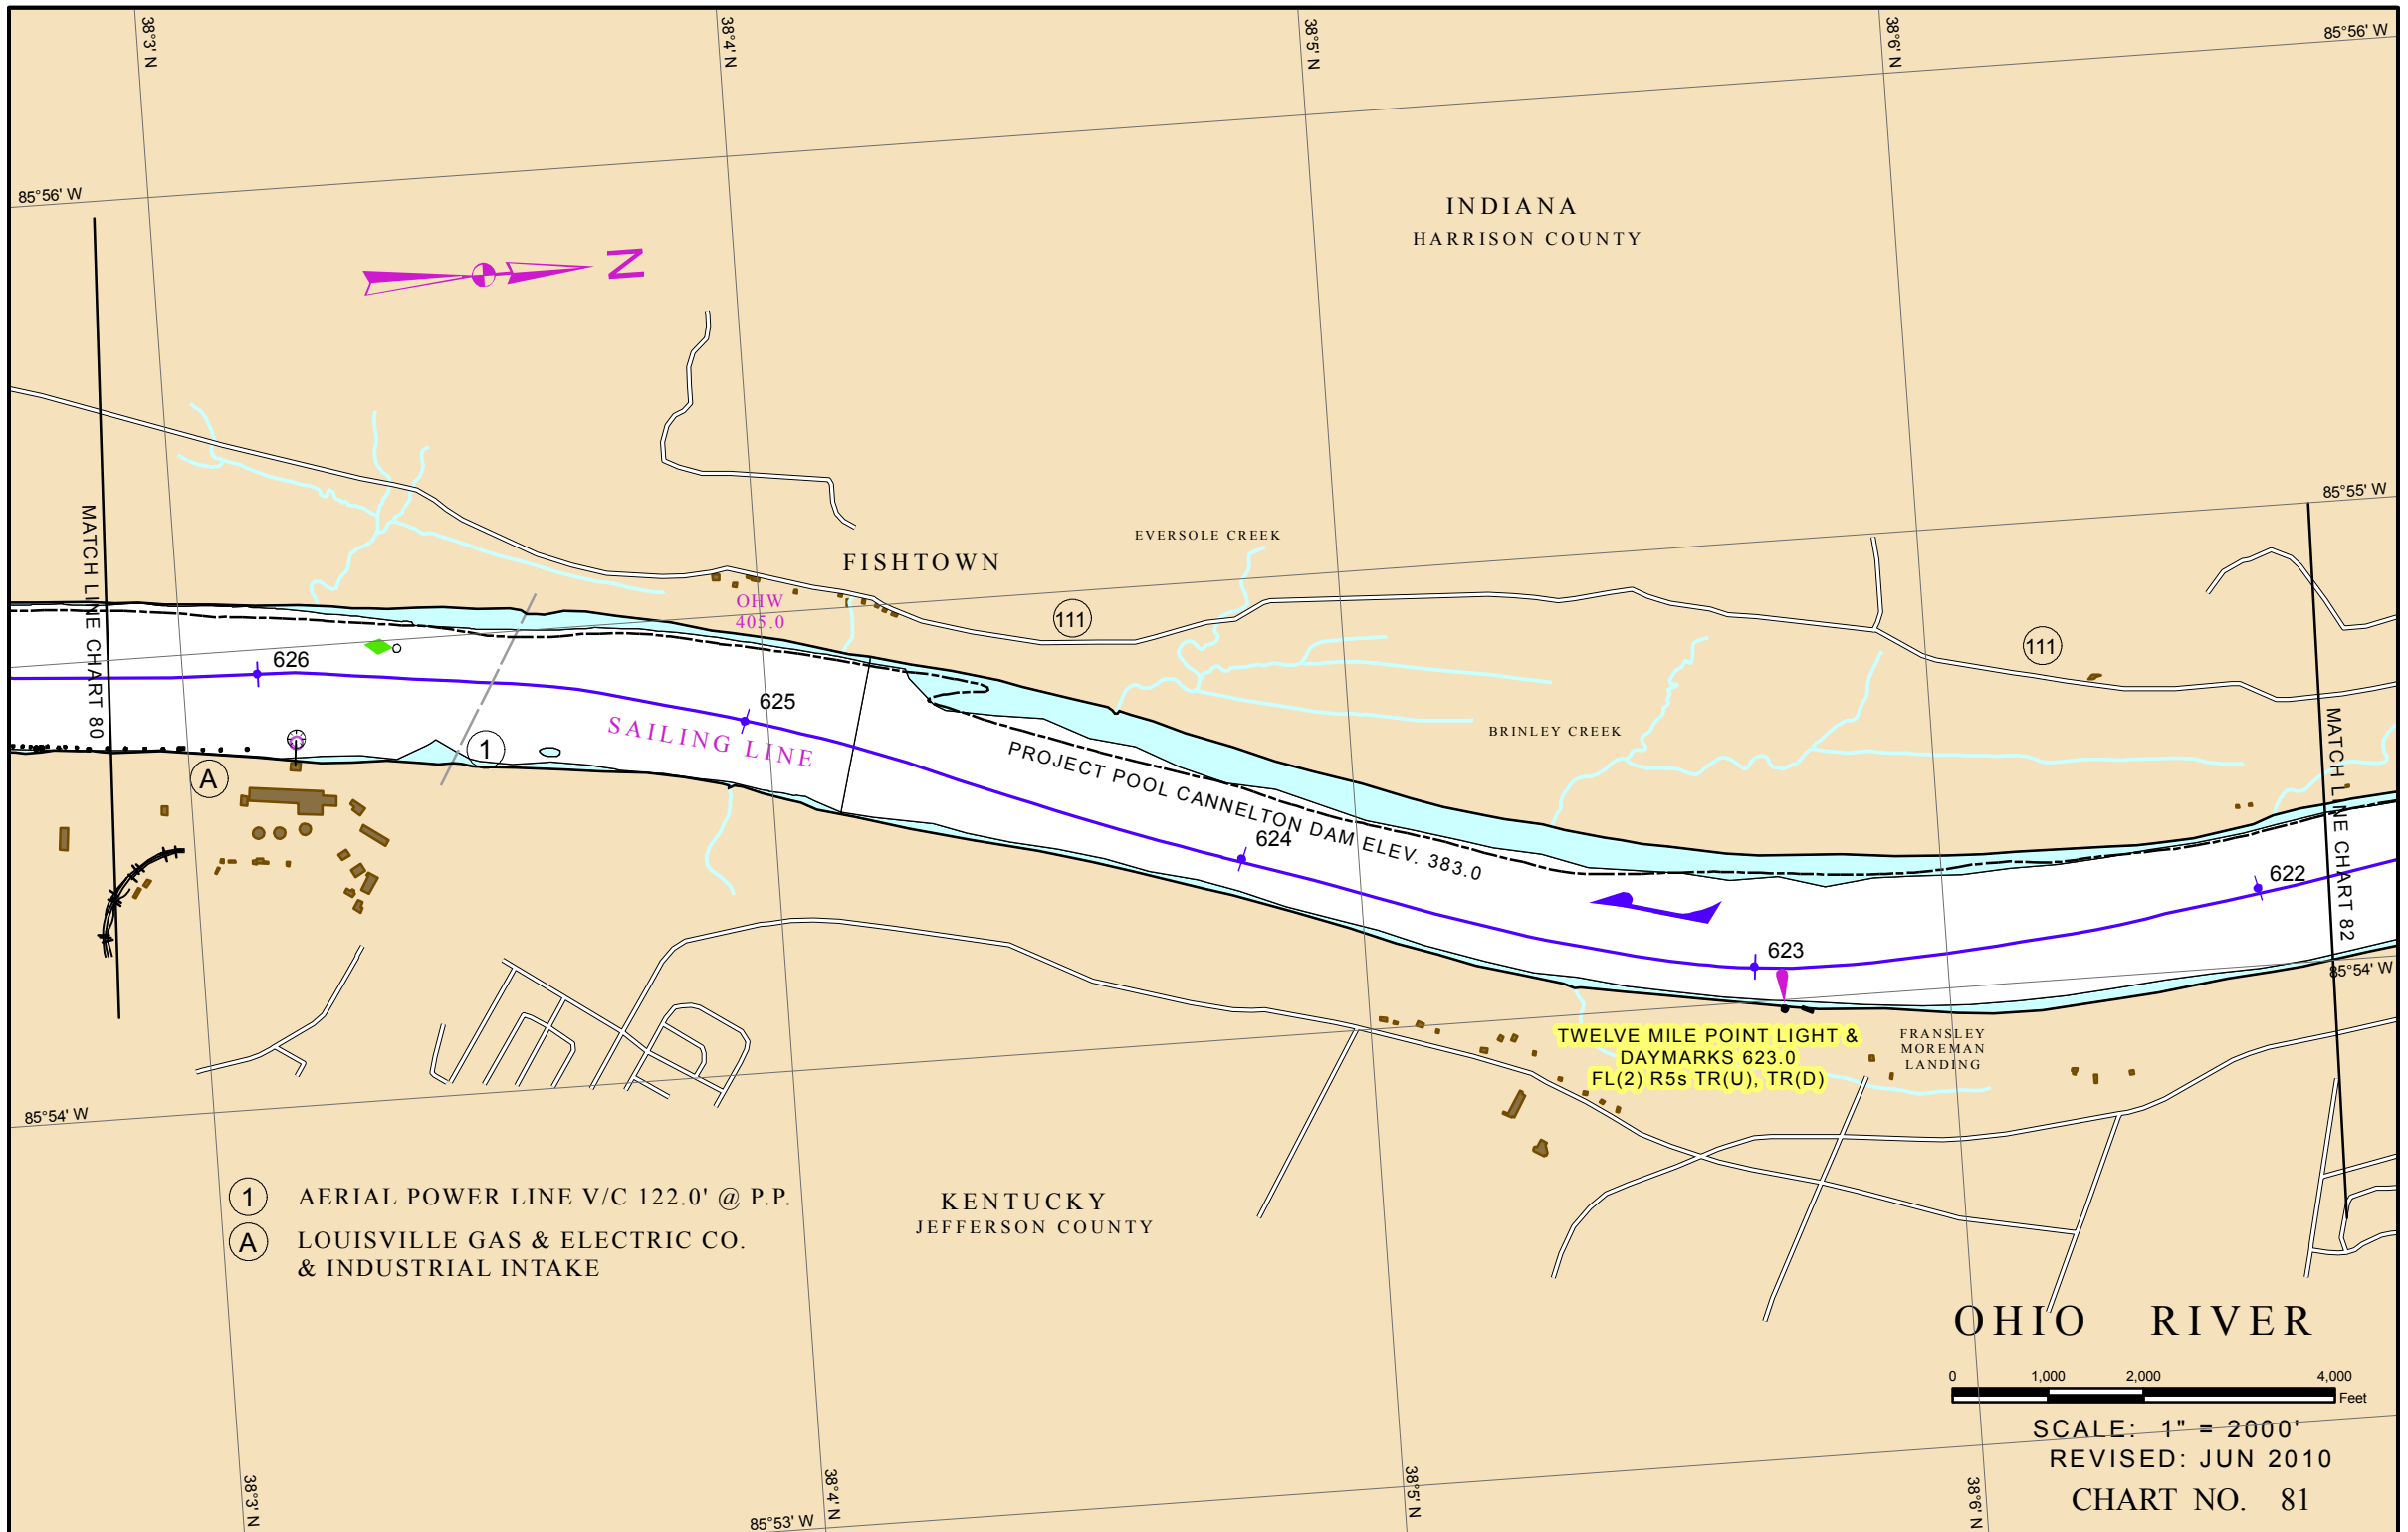 38°3' N
38°4' N
38°5' N
38°6' N
85°56' W
85°56' W
INDIANA
HARRISON COUNTY
N
85°55' W
MATCH LINE CHART 80
EVERSOLE CREEK
FISHTOWN
OHW
405.0
111
111
626
625
SAILING LINE
1
A
BRINLEY CREEK
PROJECT POOL CANNELTON DAM ELEV. 383.0
624
MATCH LINE CHART 82
622
623
85°54' W
TWELVE MILE POINT LIGHT &
DAYMARKS 623.0
FL(2) R5s TR(U), TR(D)
FRANSLEY
MOREMAN
LANDING
85°54' W
1 AERIAL POWER LINE V/C 122.0' @ P.P.
A LOUISVILLE GAS & ELECTRIC CO.
& INDUSTRIAL INTAKE
KENTUCKY
JEFFERSON COUNTY
OHIO RIVER
0 1,000 2,000 4,000
Feet
SCALE: 1" = 2000'
REVISED: JUN 2010
CHART NO. 81
38°3' N
38°4' N
38°5' N
38°6' N
85°53' W